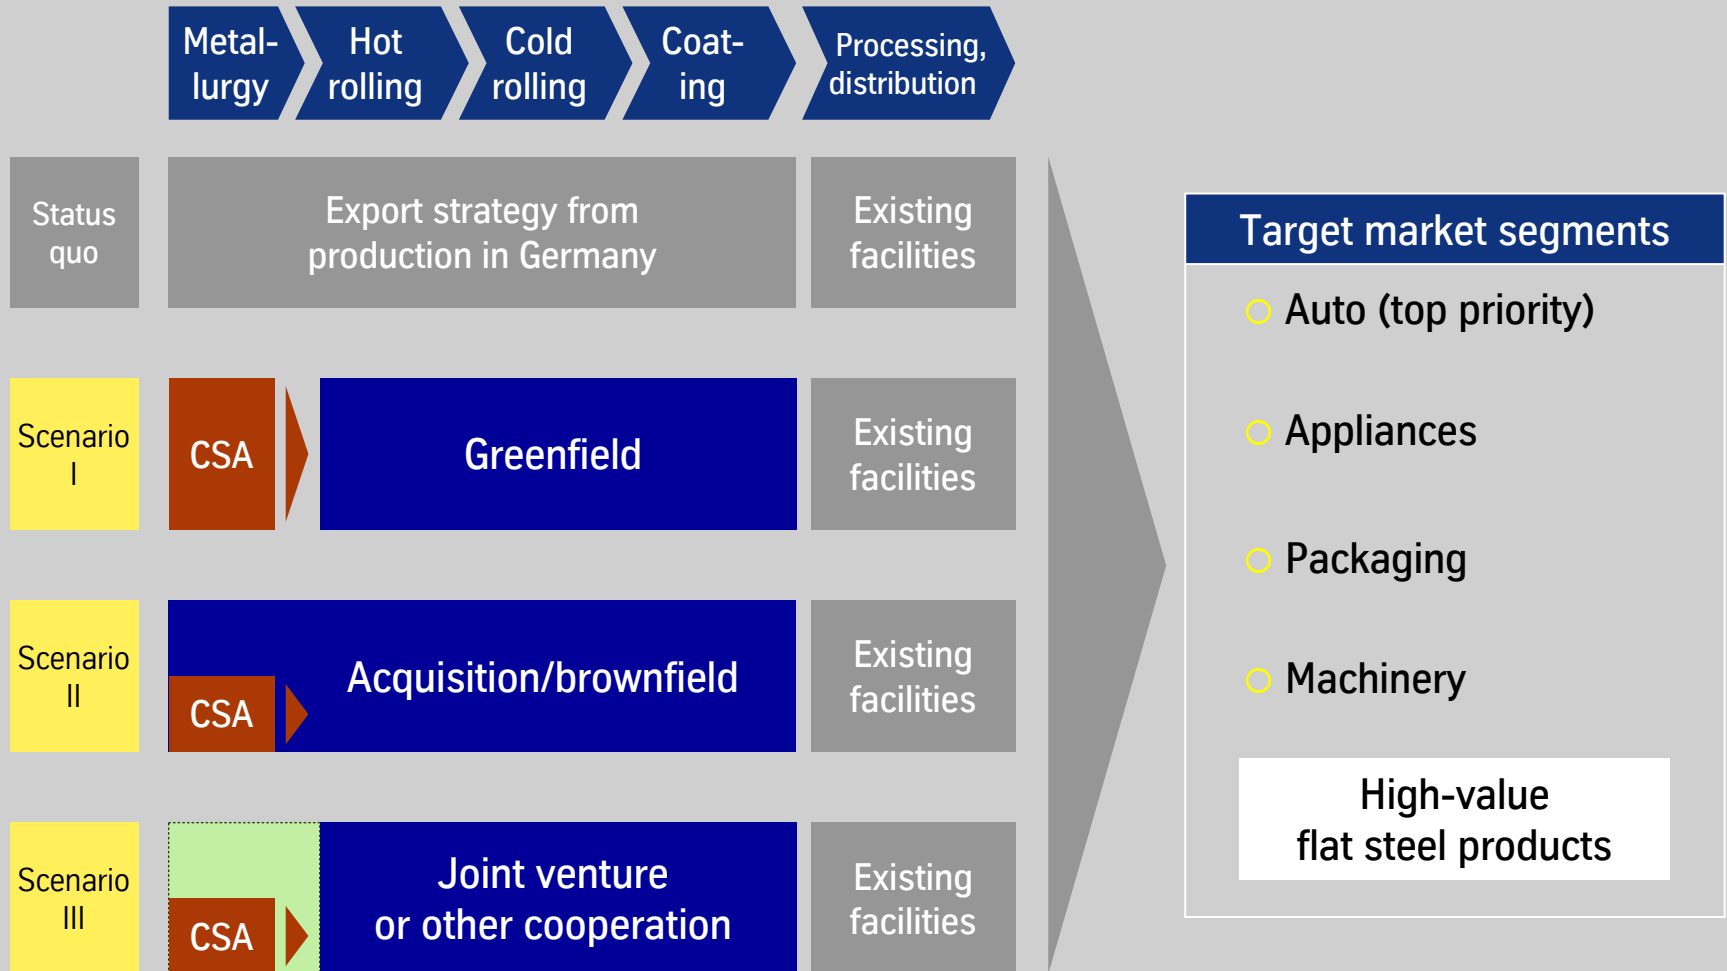 Metal-
lurgy
Hot
rolling
Cold
rolling
Coat-
ing
Processing,
distribution
Status
quo
Export strategy from
production in Germany
Existing
facilities
Scenario
I
CSA
Greenfield
Existing
facilities
Scenario
II
CSA
Acquisition/brownfield
Existing
facilities
Scenario
III
CSA
Joint venture
or other cooperation
Existing
facilities
Target market segments
Auto (top priority)
Appliances
Packaging
Machinery
High-value
flat steel products